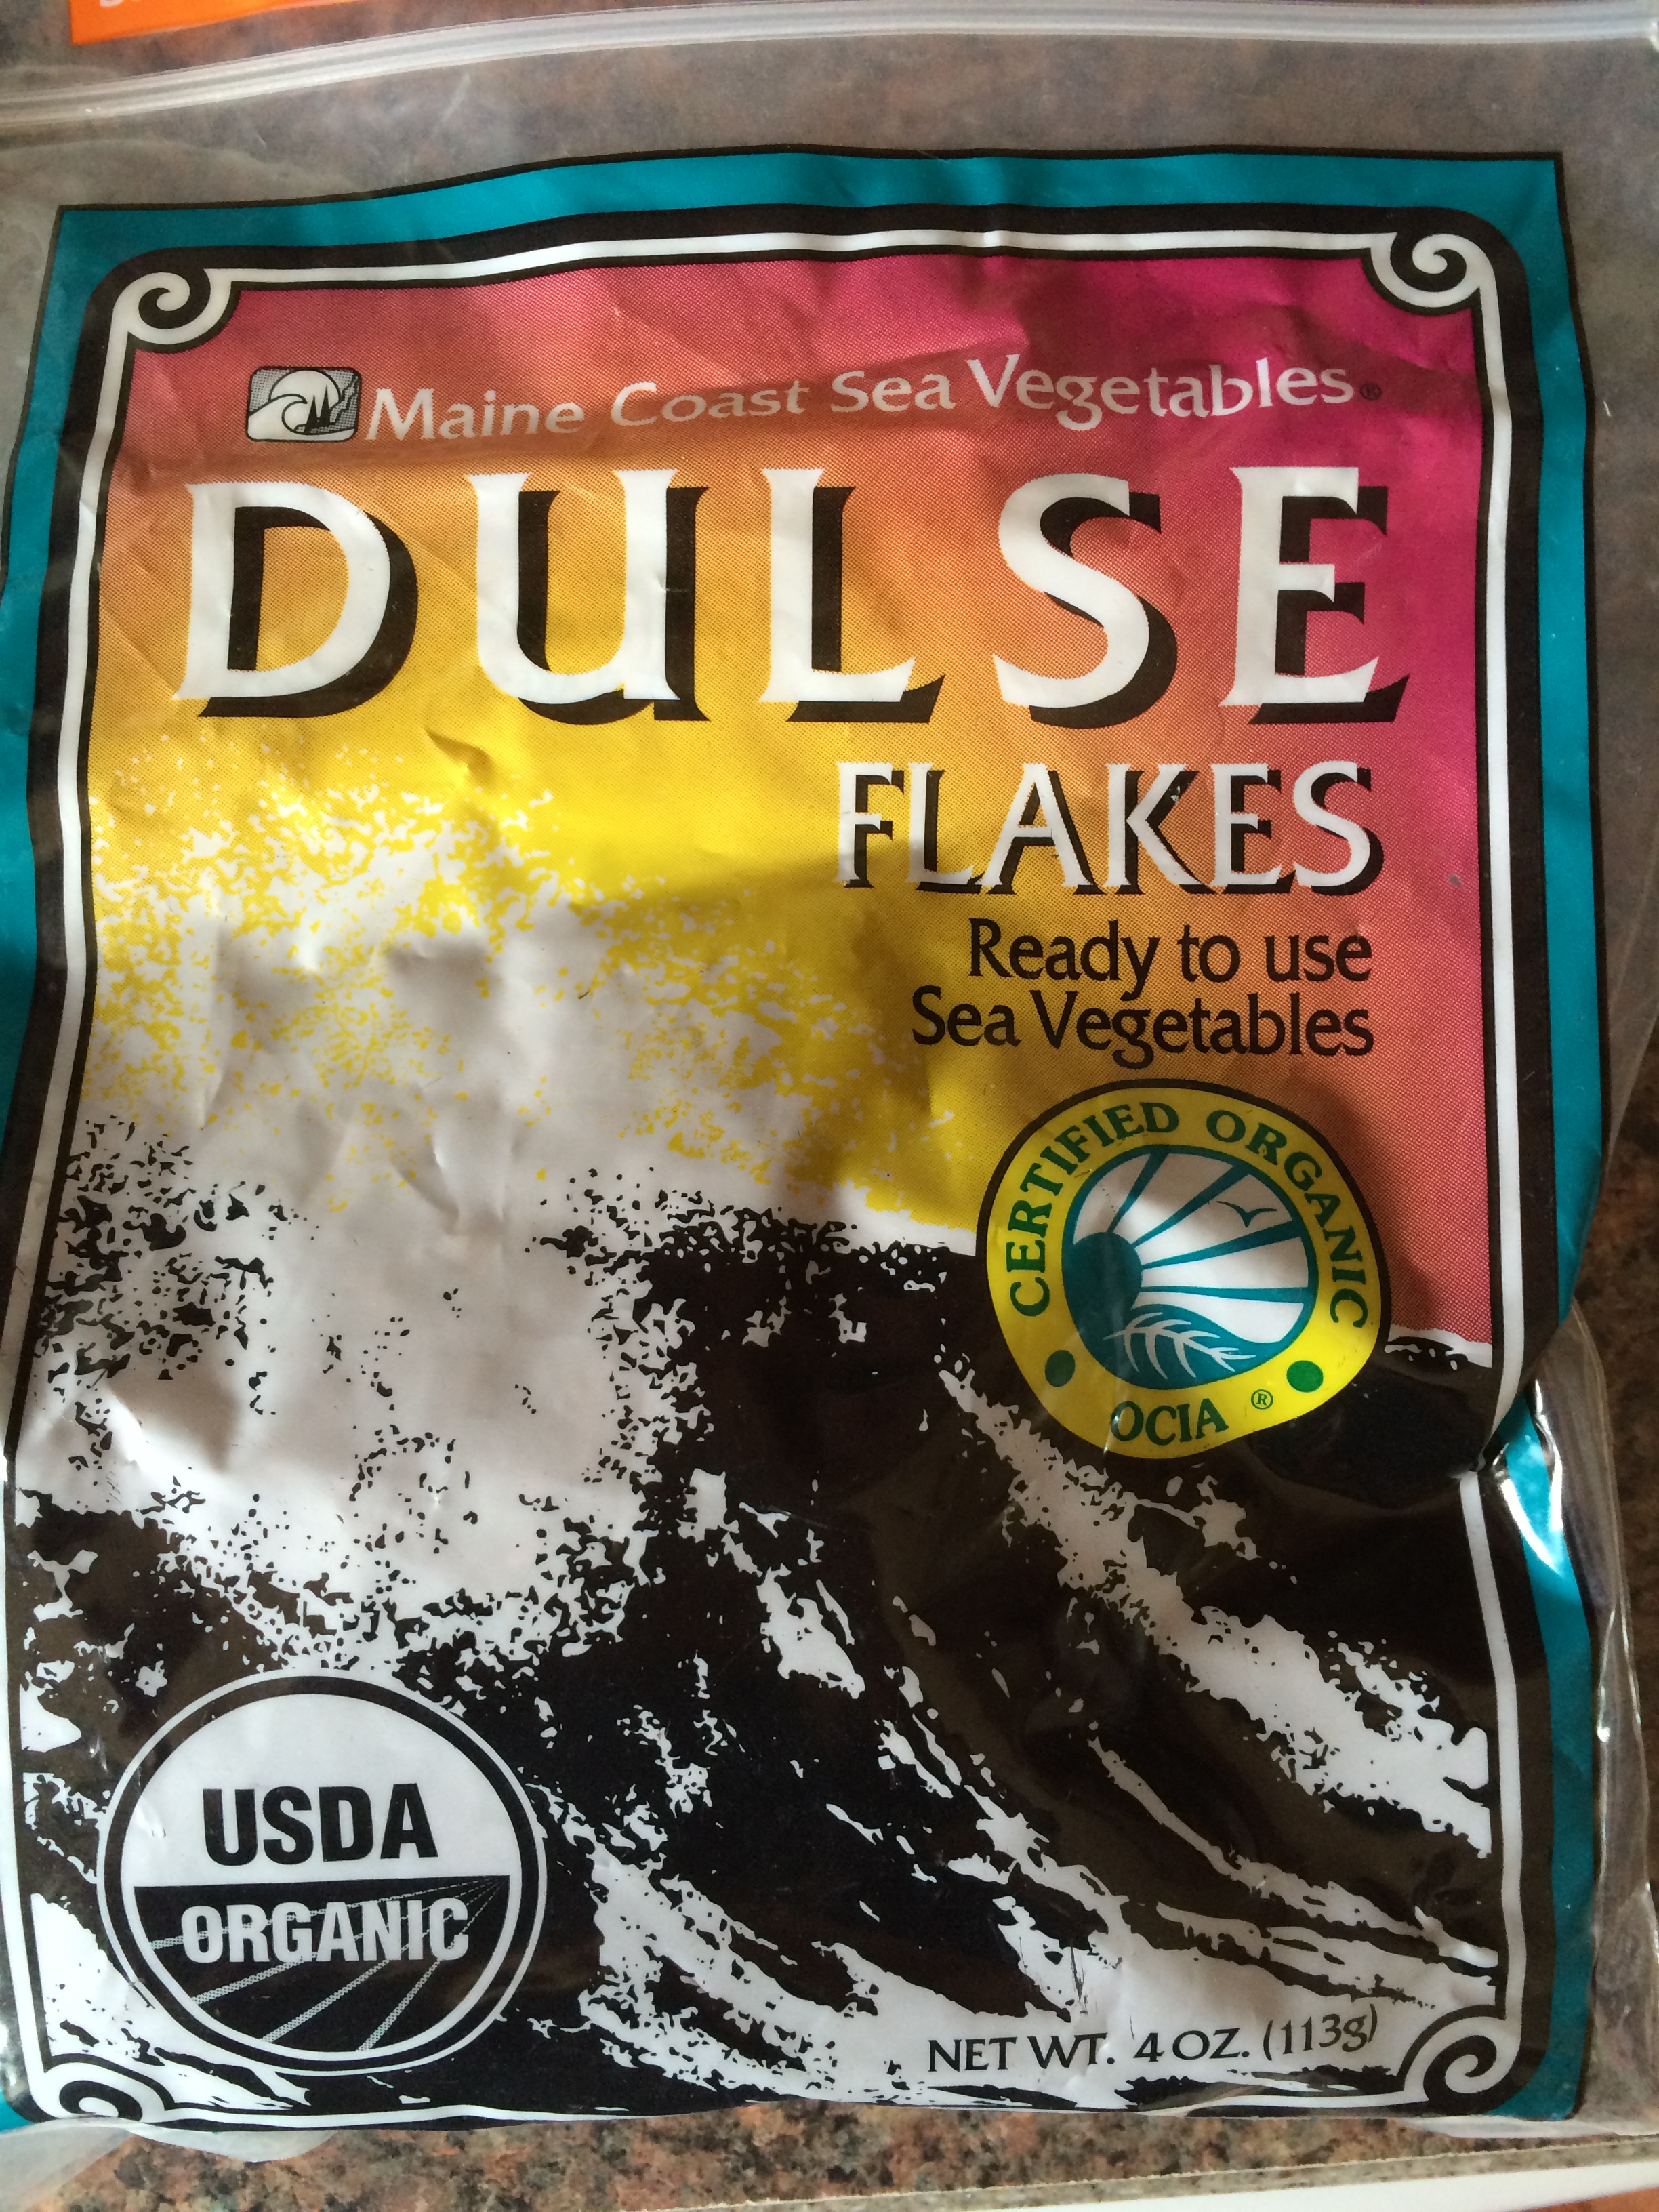 Maine Coast Sea Vegetables®
DULSE
FLAKES
Ready to use
Sea Vegetables
CERTIFIED ORGANIC
OCIA ®
USDA
ORGANIC
NET WT. 4 OZ. (113g)